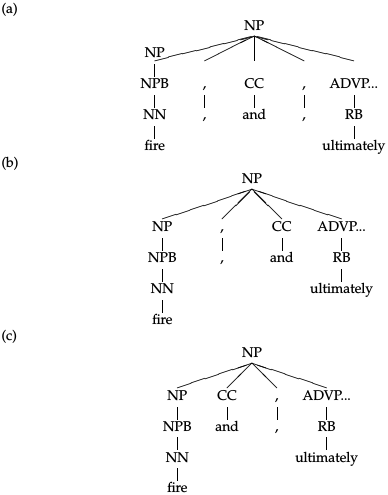 (a)
NP
NP
NPB , CC , ADVP...
NN , and , RB
fire ultimately
(b)
NP
NP , CC ADVP...
NPB , and RB
NN ultimately
fire
(c)
NP
NP CC , ADVP...
NPB and , RB
NN ultimately
fire